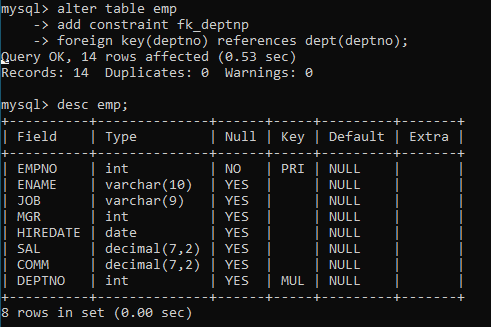 mysql> alter table emp
    -> add constraint fk_deptnp
    -> foreign key(deptno) references dept(deptno);
Query OK, 14 rows affected (0.53 sec)
Records: 14  Duplicates: 0  Warnings: 0

mysql> desc emp;
+----------+--------------+------+-----+---------+-------+
| Field    | Type         | Null | Key | Default | Extra |
+----------+--------------+------+-----+---------+-------+
| EMPNO    | int          | NO   | PRI | NULL    |       |
| ENAME    | varchar(10)  | YES  |     | NULL    |       |
| JOB      | varchar(9)   | YES  |     | NULL    |       |
| MGR      | int          | YES  |     | NULL    |       |
| HIREDATE | date         | YES  |     | NULL    |       |
| SAL      | decimal(7,2) | YES  |     | NULL    |       |
| COMM     | decimal(7,2) | YES  |     | NULL    |       |
| DEPTNO   | int          | YES  | MUL | NULL    |       |
+----------+--------------+------+-----+---------+-------+
8 rows in set (0.00 sec)